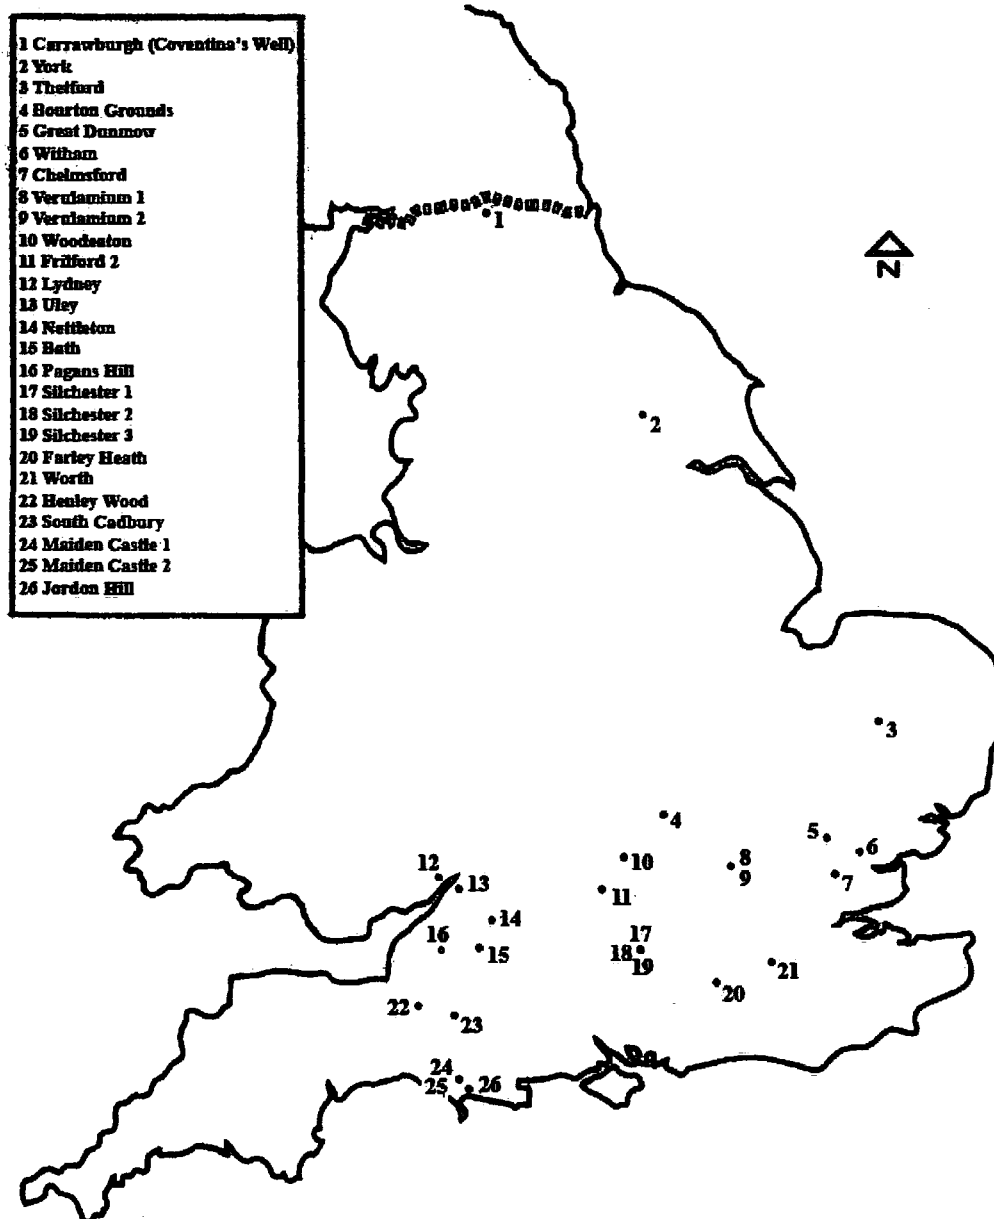 1 Carrawburgh (Coventina's Well)
2 York
3 Thetford
4 Bourton Grounds
5 Great Dunmow
6 Witham
7 Chelmsford
8 Verulamium 1
9 Verulamium 2
10 Woodeaton
11 Frilford 2
12 Lydney
13 Uley
14 Nettleton
15 Bath
16 Pagans Hill
17 Silchester 1
18 Silchester 2
19 Silchester 3
20 Farley Heath
21 Worth
22 Henley Wood
23 South Cadbury
24 Maiden Castle 1
25 Maiden Castle 2
26 Jordon Hill
1
N
2
3
4
5
6
7
8
9
10
11
12
13
14
15
16
17
18
19
20
21
22
23
24
25
26